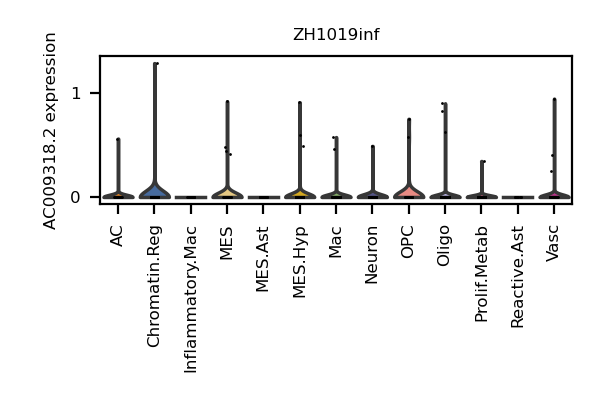 ZH1019inf
AC009318.2 expression
1
0
AC
Chromatin.Reg
Inflammatory.Mac
MES
MES.Ast
MES.Hyp
Mac
Neuron
OPC
Oligo
Prolif.Metab
Reactive.Ast
Vasc